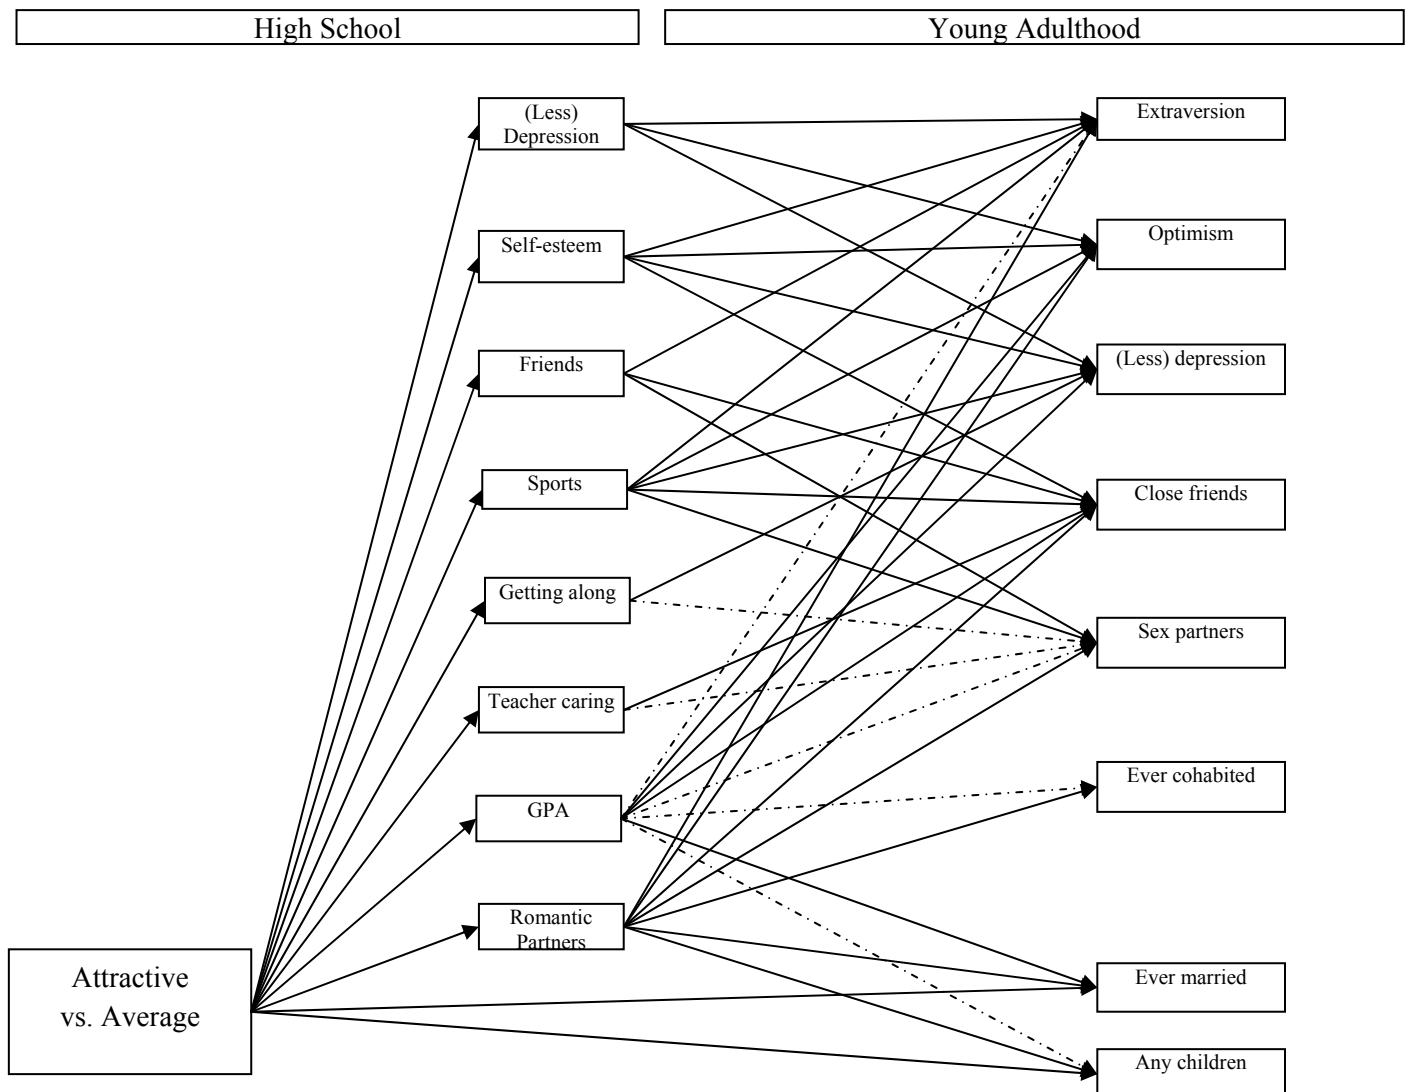 High School
Young Adulthood
(Less)
Depression
Extraversion
Self-esteem
Optimism
Friends
(Less) depression
Sports
Close friends
Getting along
Sex partners
Teacher caring
Ever cohabited
GPA
Romantic
Partners
Attractive
vs. Average
Ever married
Any children